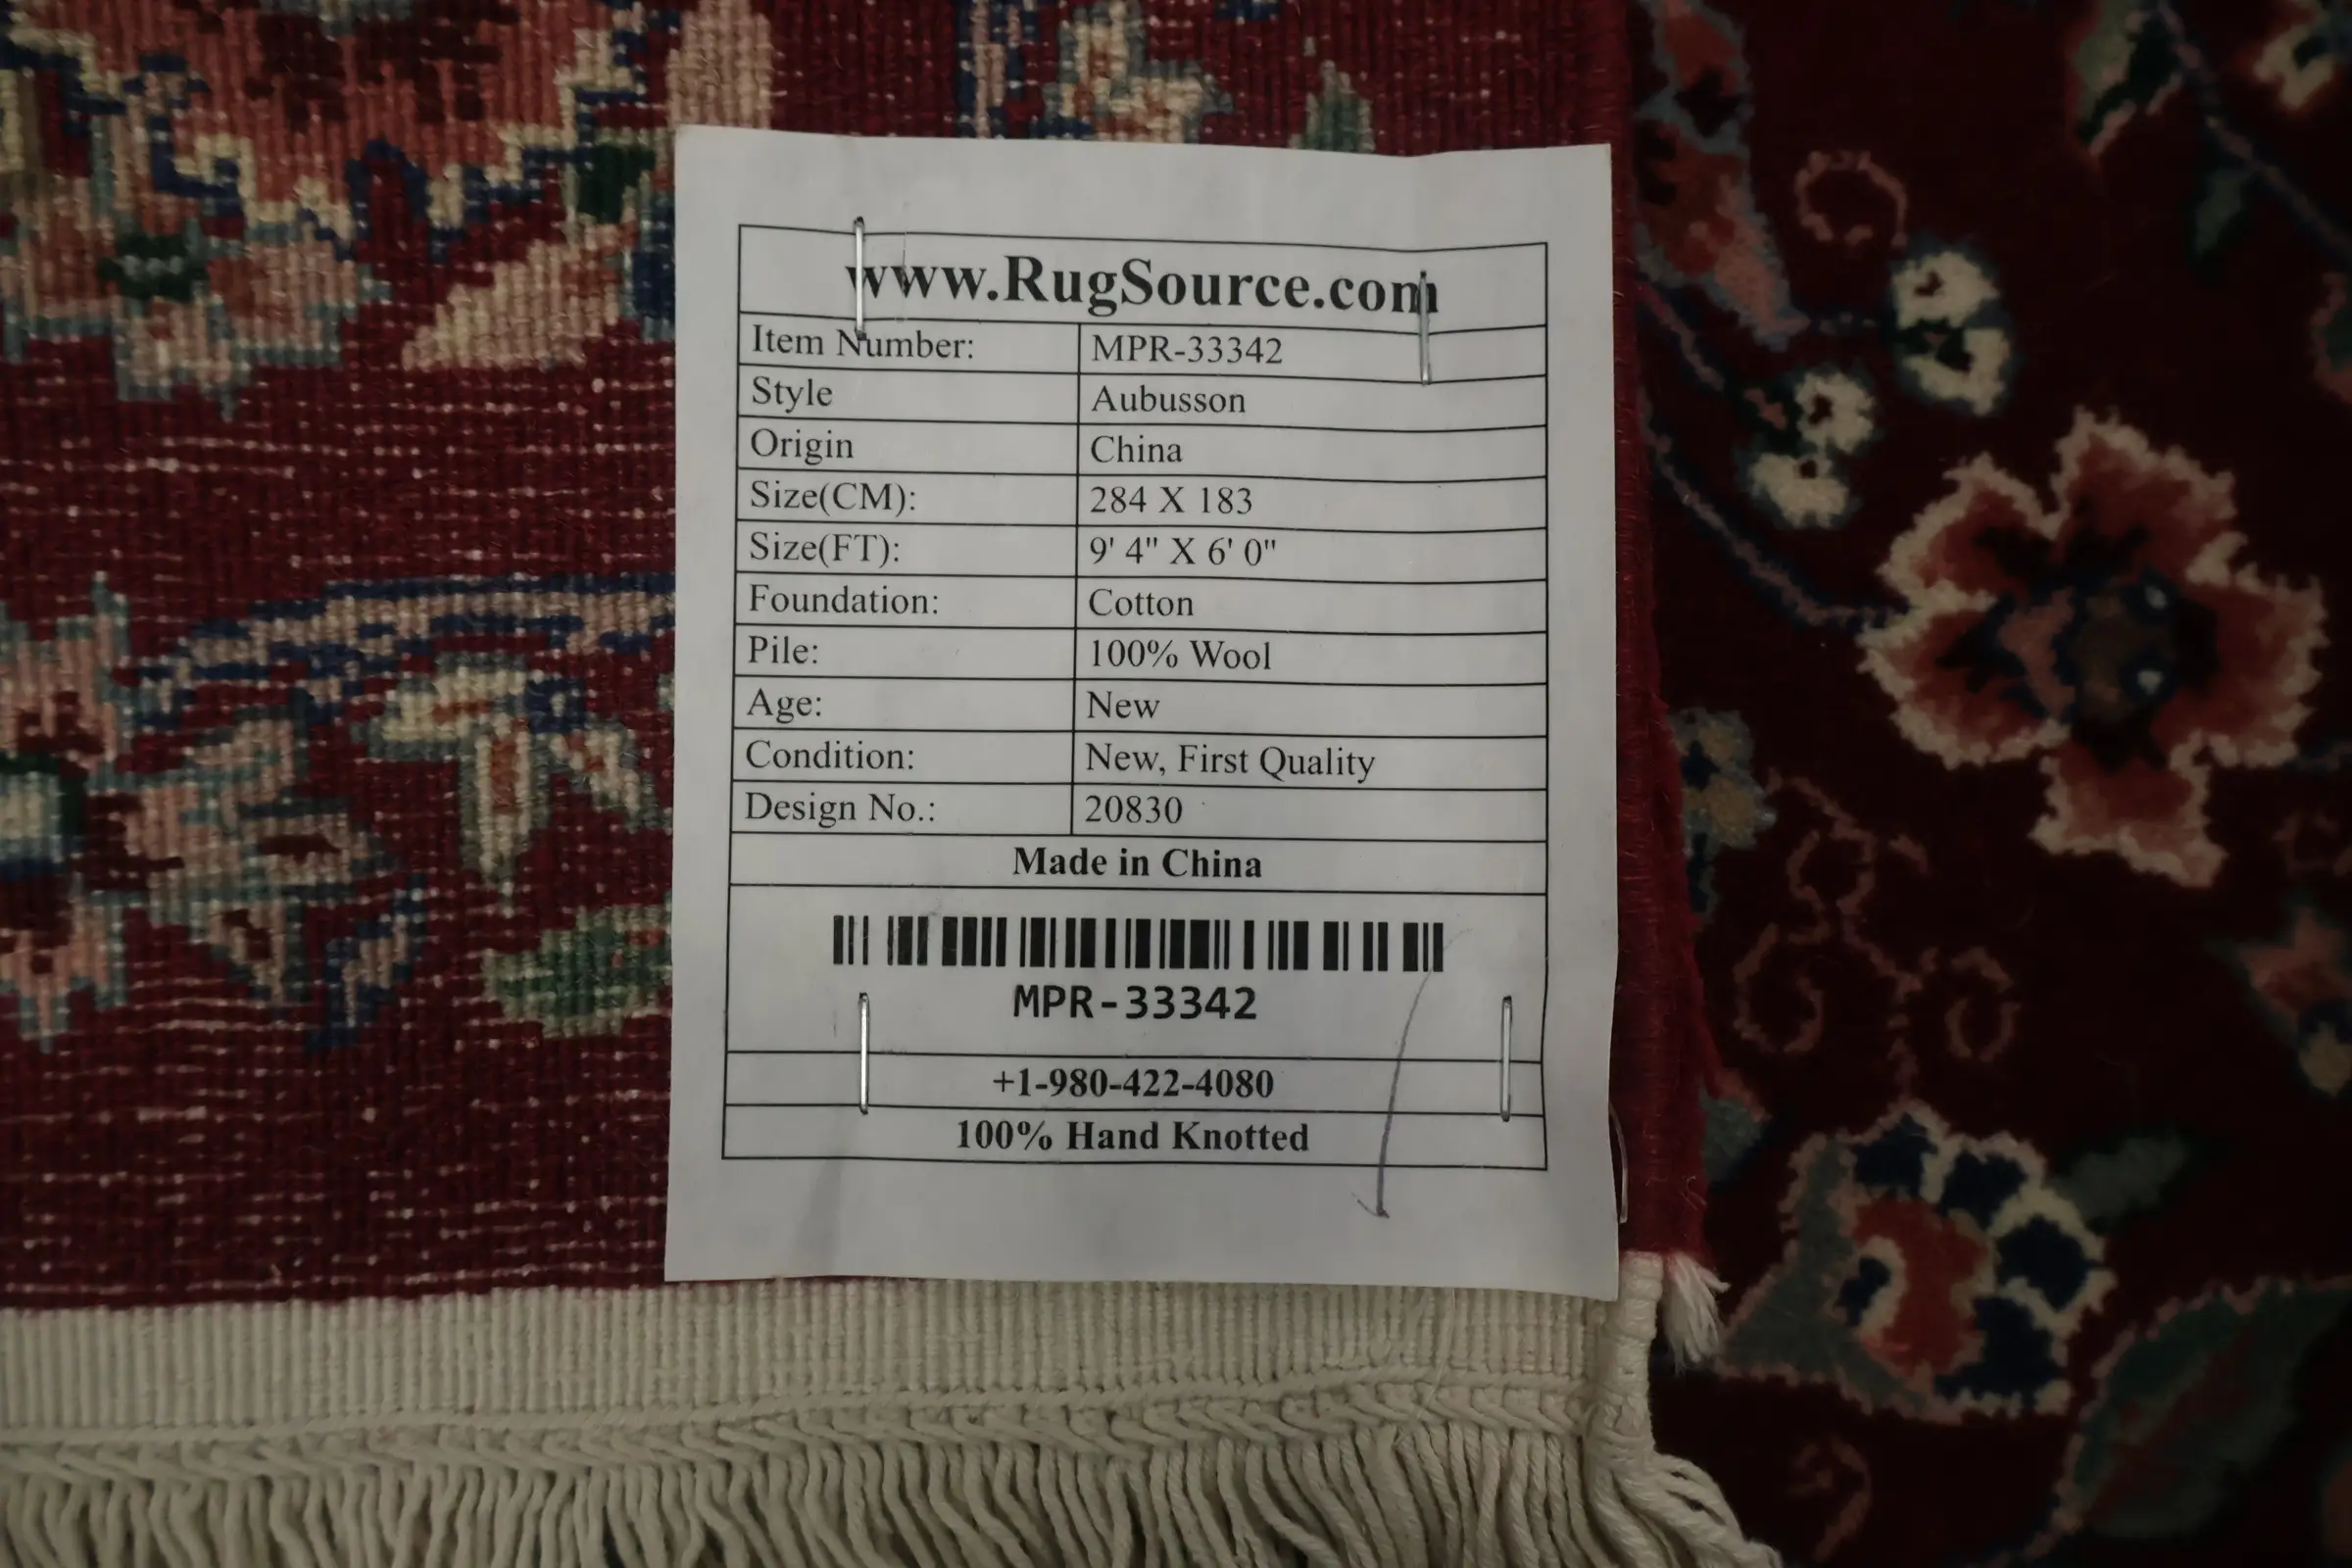 www.RugSource.com
Item Number: MPR-33342
Style Aubusson
Origin China
Size(CM): 284 X 183
Size(FT): 9' 4" X 6' 0"
Foundation: Cotton
Pile: 100% Wool
Age: New
Condition: New, First Quality
Design No.: 20830
Made in China
MPR-33342
+1-980-422-4080
100% Hand Knotted